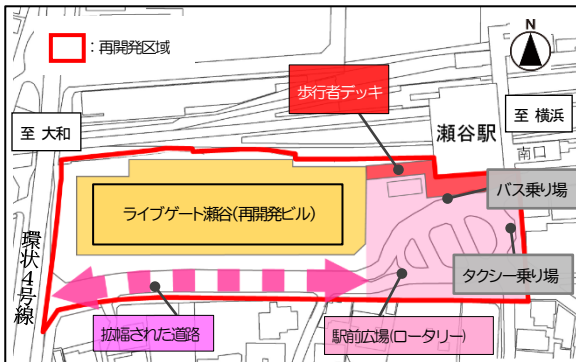 ：再開発区域
N
歩行者デッキ
至 大和
瀬谷駅
至 横浜
南口
バス乗り場
ライブゲート瀬谷(再開発ビル)
環状4号線
タクシー乗り場
拡幅された道路
駅前広場(ロータリー)